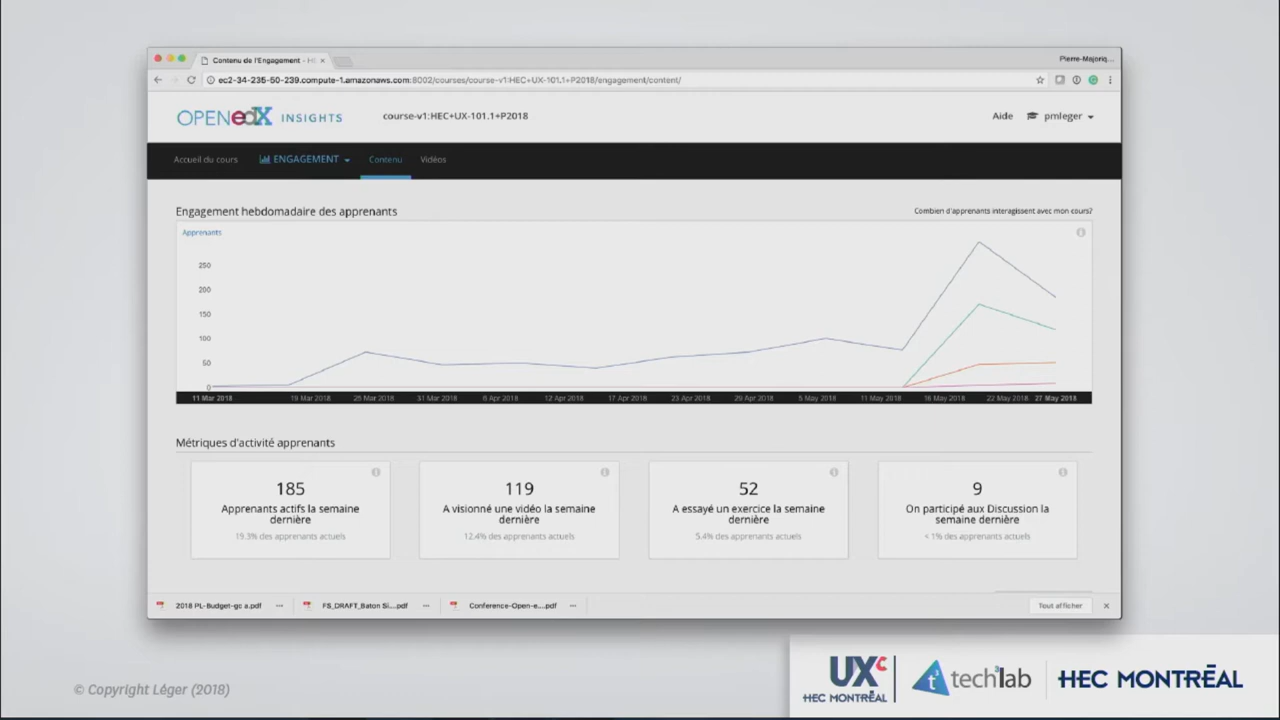 Contenu de l'Engagement - H
Pierre-Majoriq...
ec2-34-235-50-239.compute-1.amazonaws.com:8002/courses/course-v1:HEC+UX-101.1+P2018/engagement/content/
OPEN edX INSIGHTS
course-v1:HEC+UX-101.1+P2018
Aide
pmleger
Accueil du cours
ENGAGEMENT
Contenu
Vidéos
Engagement hebdomadaire des apprenants
Combien d'apprenants interagissent avec mon cours?
Apprenants
250
200
150
100
50
0
11 Mar 2018 19 Mar 2018 25 Mar 2018 31 Mar 2018 6 Apr 2018 12 Apr 2018 17 Apr 2018 23 Apr 2018 29 Apr 2018 5 May 2018 11 May 2018 16 May 2018 22 May 2018 27 May 2018
Métriques d'activité apprenants
185
Apprenants actifs la semaine
dernière
19.3% des apprenants actuels
119
A visionné une vidéo la semaine
dernière
12.4% des apprenants actuels
52
A essayé un exercice la semaine
dernière
5.4% des apprenants actuels
9
On participé aux Discussion la
semaine dernière
< 1% des apprenants actuels
2018 PL-Budget-gc a.pdf
FS_DRAFT_Baton Si....pdf
Conference-Open-e....pdf
Tout afficher
© Copyright Léger (2018)
UXc
HEC MONTRÉAL
t3
tech3lab
HEC MONTRÉAL